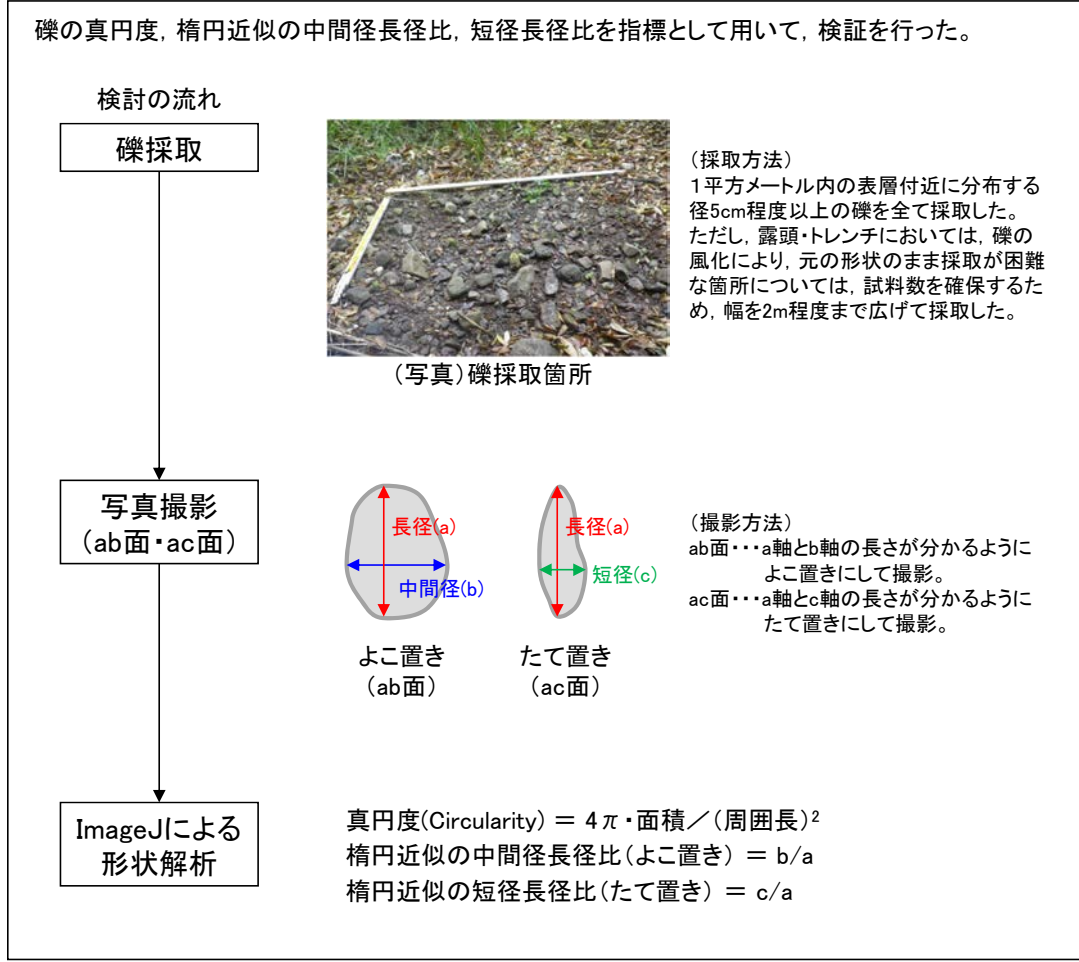 礫の真円度，楕円近似の中間径長径比，短径長径比を指標として用いて，検証を行った。
検討の流れ
礫採取
（採取方法）
１平方メートル内の表層付近に分布する
径5cm程度以上の礫を全て採取した。
ただし，露頭・トレンチにおいては，礫の
風化により，元の形状のまま採取が困難
な箇所については，試料数を確保するた
め，幅を2m程度まで広げて採取した。
（写真）礫採取箇所
写真撮影
（ab面・ac面）
長径(a)
中間径(b)
よこ置き
（ab面）
長径(a)
短径(c)
たて置き
（ac面）
（撮影方法）
ab面・・・a軸とb軸の長さが分かるように
よこ置きにして撮影。
ac面・・・a軸とc軸の長さが分かるように
たて置きにして撮影。
ImageJによる
形状解析
真円度(Circularity) ＝ 4π・面積／(周囲長)²
楕円近似の中間径長径比（よこ置き） ＝ b/a
楕円近似の短径長径比（たて置き） ＝ c/a